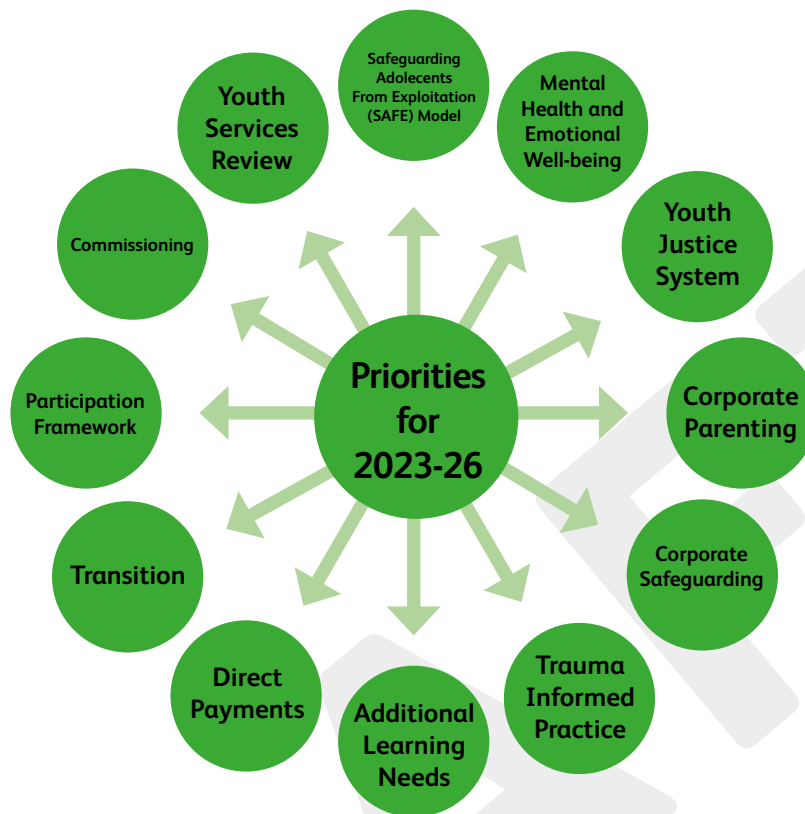 Safeguarding
Adolecents
From Exploitation
(SAFE) Model
Mental
Health and
Emotional
Well-being
Youth
Justice
System
Corporate
Parenting
Corporate
Safeguarding
Trauma
Informed
Practice
Additional
Learning
Needs
Direct
Payments
Transition
Participation
Framework
Commissioning
Youth
Services
Review
Priorities
for
2023-26